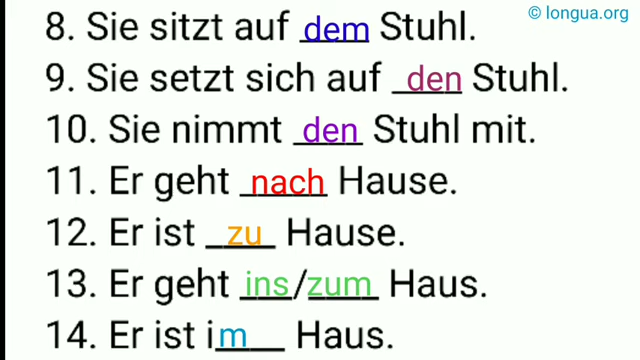 © longua.org
8. Sie sitzt auf dem Stuhl.
9. Sie setzt sich auf den Stuhl.
10. Sie nimmt den Stuhl mit.
11. Er geht nach Hause.
12. Er ist zu Hause.
13. Er geht ins/zum Haus.
14. Er ist im Haus.